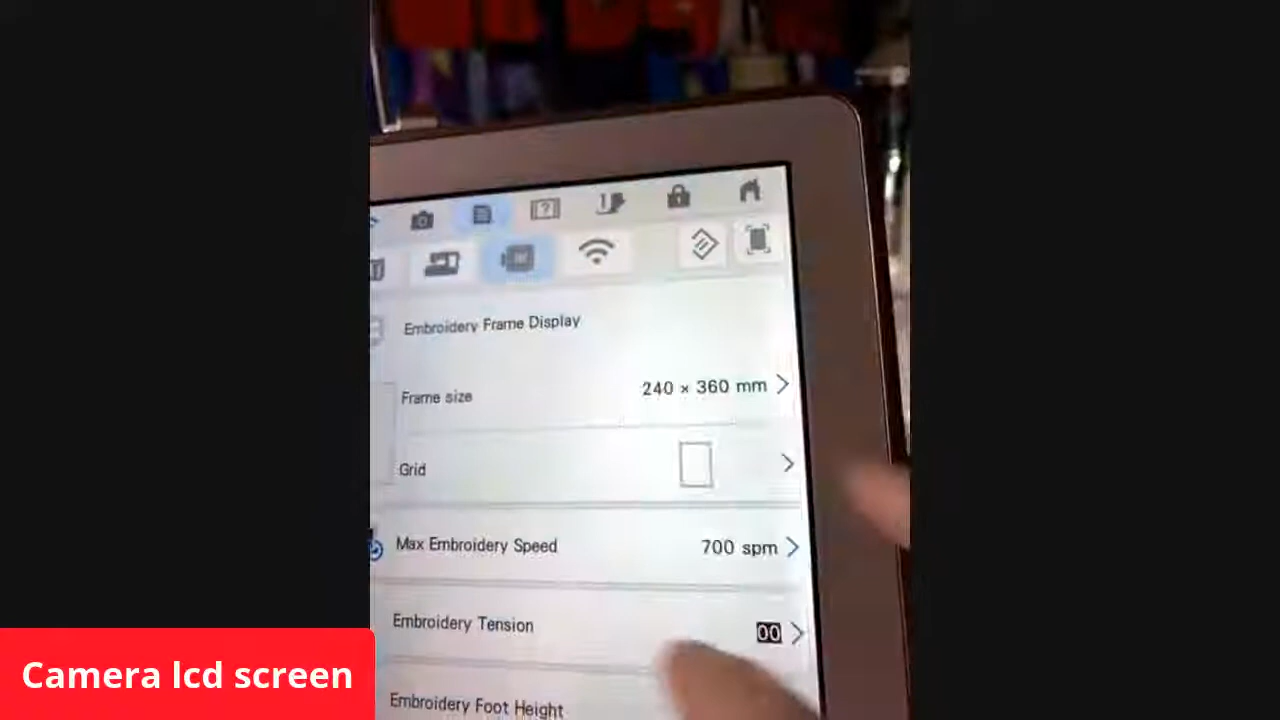 Embroidery Frame Display
Frame size 240 × 360 mm
Grid
Max Embroidery Speed 700 spm
Embroidery Tension 00
Embroidery Foot Height
Camera lcd screen